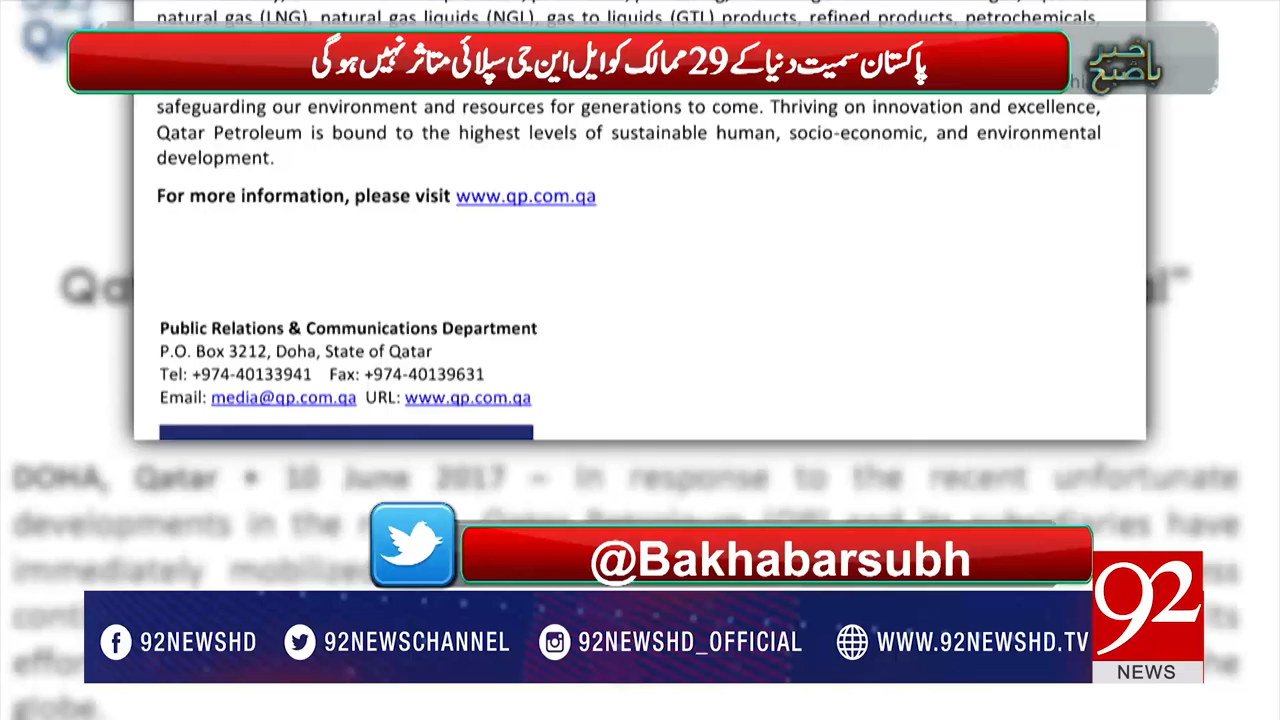 natural gas (LNG), natural gas liquids (NGL), gas to liquids (GTL) products, refined products, petrochemicals,
پاکستان سمیت دنیا کے 29 ممالک کو ایل این جی سپلائی متاثر نہیں ہوگی
باخبر صبح
safeguarding our environment and resources for generations to come. Thriving on innovation and excellence,
Qatar Petroleum is bound to the highest levels of sustainable human, socio-economic, and environmental
development.
For more information, please visit www.qp.com.qa
Public Relations & Communications Department
P.O. Box 3212, Doha, State of Qatar
Tel: +974-40133941 Fax: +974-40139631
Email: media@qp.com.qa URL: www.qp.com.qa
DOHA, Qatar • 10 June 2017 – In response to the recent unfortunate
developments in the have
immediately
globe.
@Bakhabarsubh
92NEWSHD 92NEWSCHANNEL 92NEWSHD_OFFICIAL WWW.92NEWSHD.TV
92
NEWS